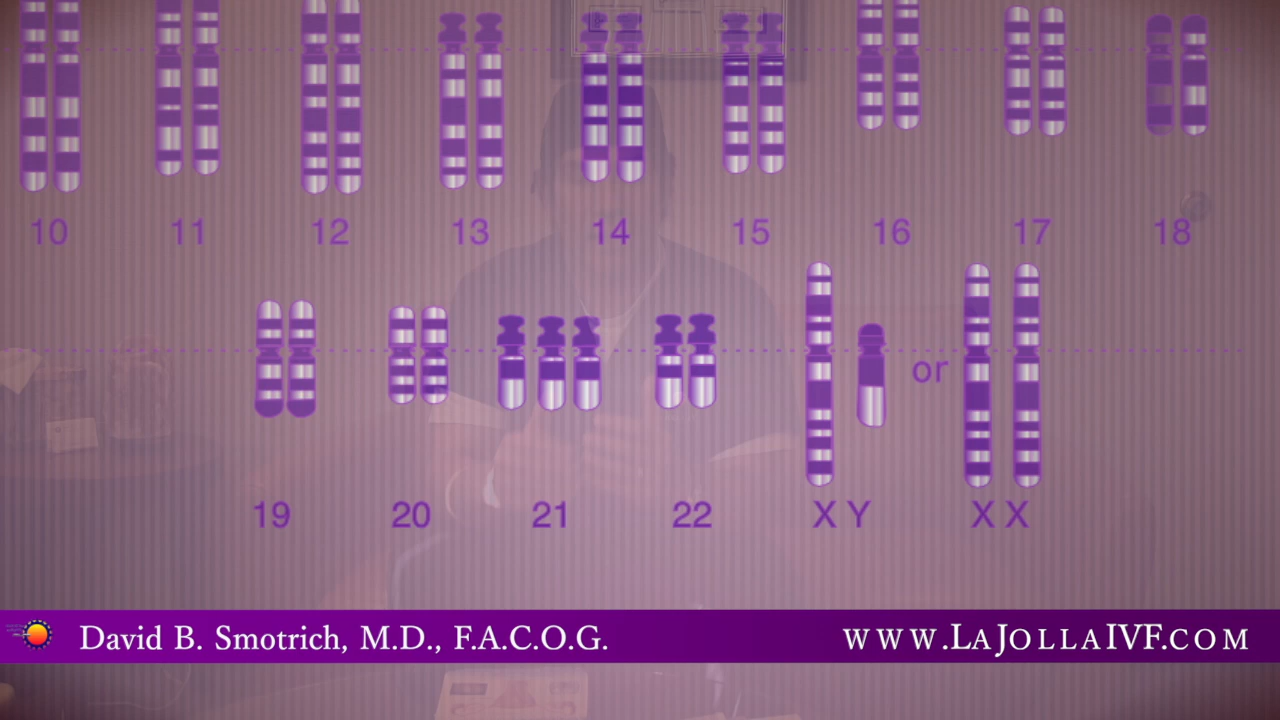 10 11 12 13 14 15 16 17 18
or
19 20 21 22 X Y X X
David B. Smotrich, M.D., F.A.C.O.G.
www.LaJollaIVF.com